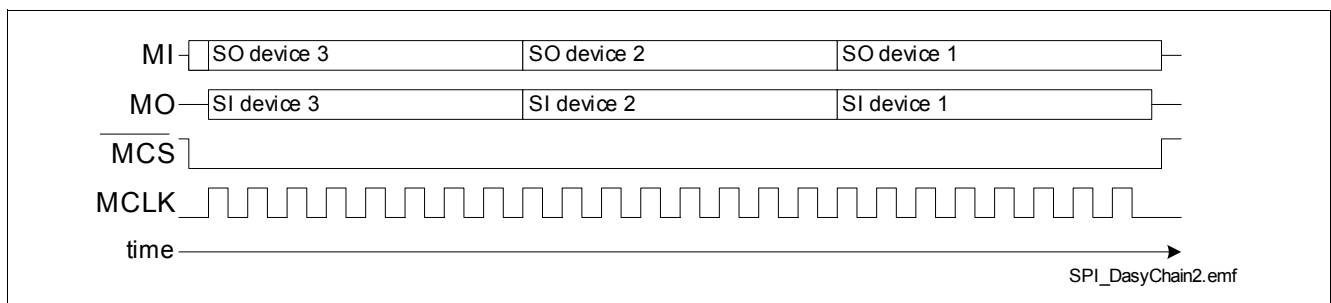 MI SO device 3 SO device 2 SO device 1
MO SI device 3 SI device 2 SI device 1
MCS
MCLK
time
SPI_DasyChain2.emf